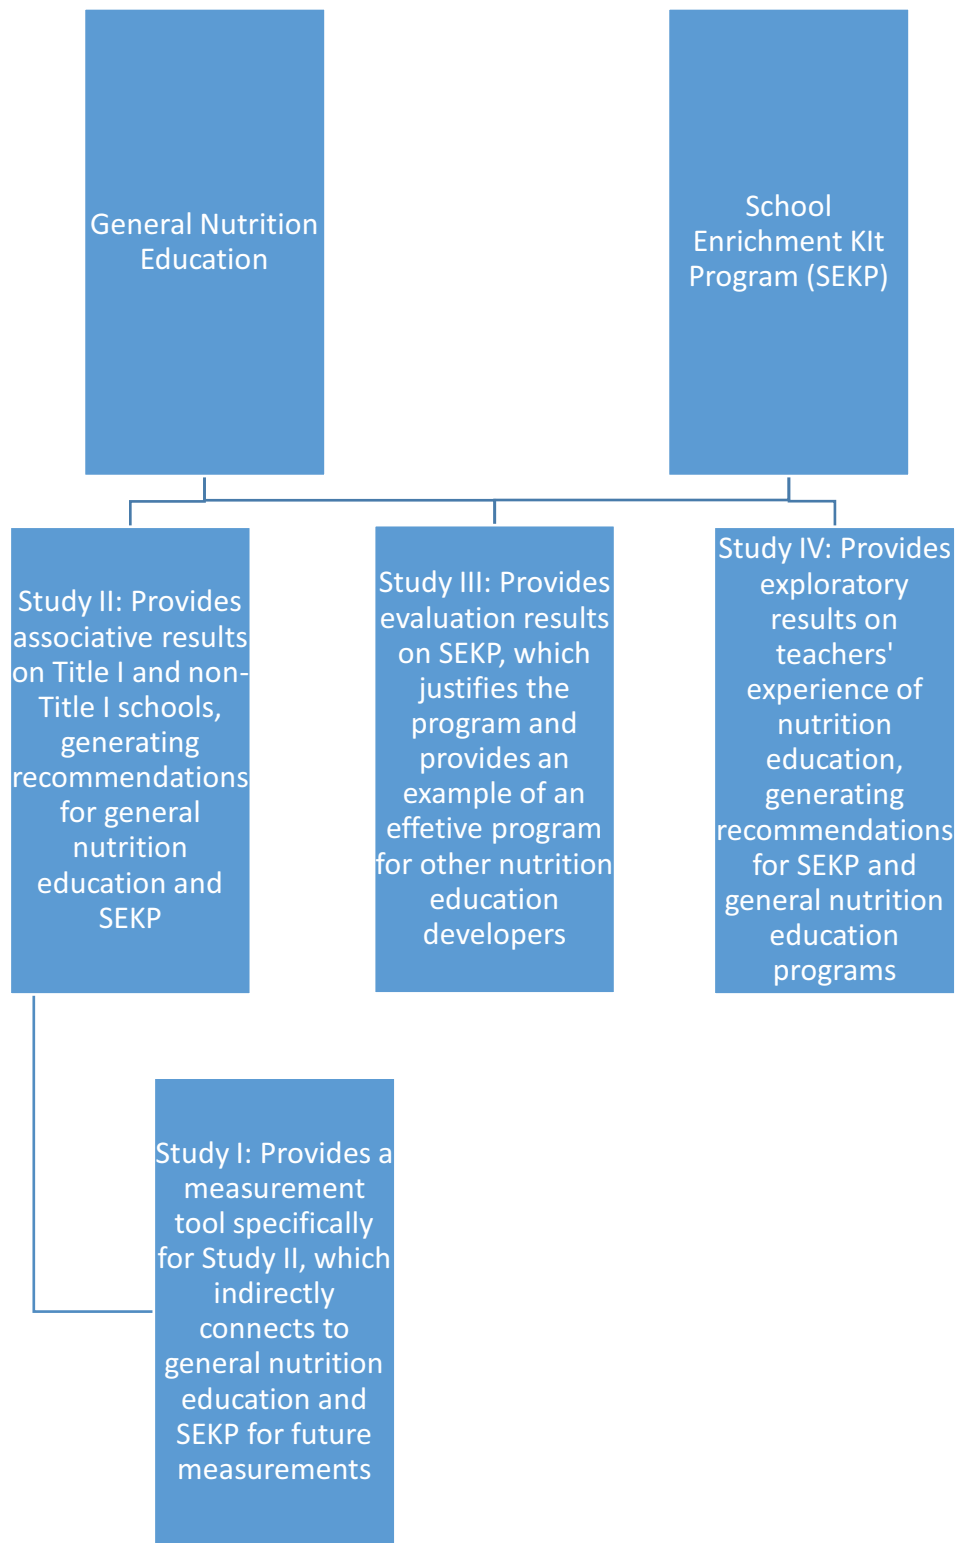 General Nutrition
Education
School
Enrichment KIt
Program (SEKP)
Study II: Provides
associative results
on Title I and non-
Title I schools,
generating
recommendations
for general
nutrition
education and
SEKP
Study III: Provides
evaluation results
on SEKP, which
justifies the
program and
provides an
example of an
effetive program
for other nutrition
education
developers
Study IV: Provides
exploratory
results on
teachers'
experience of
nutrition
education,
generating
recommendations
for SEKP and
general nutrition
education
programs
Study I: Provides a
measurement
tool specifically
for Study II, which
indirectly
connects to
general nutrition
education and
SEKP for future
measurements